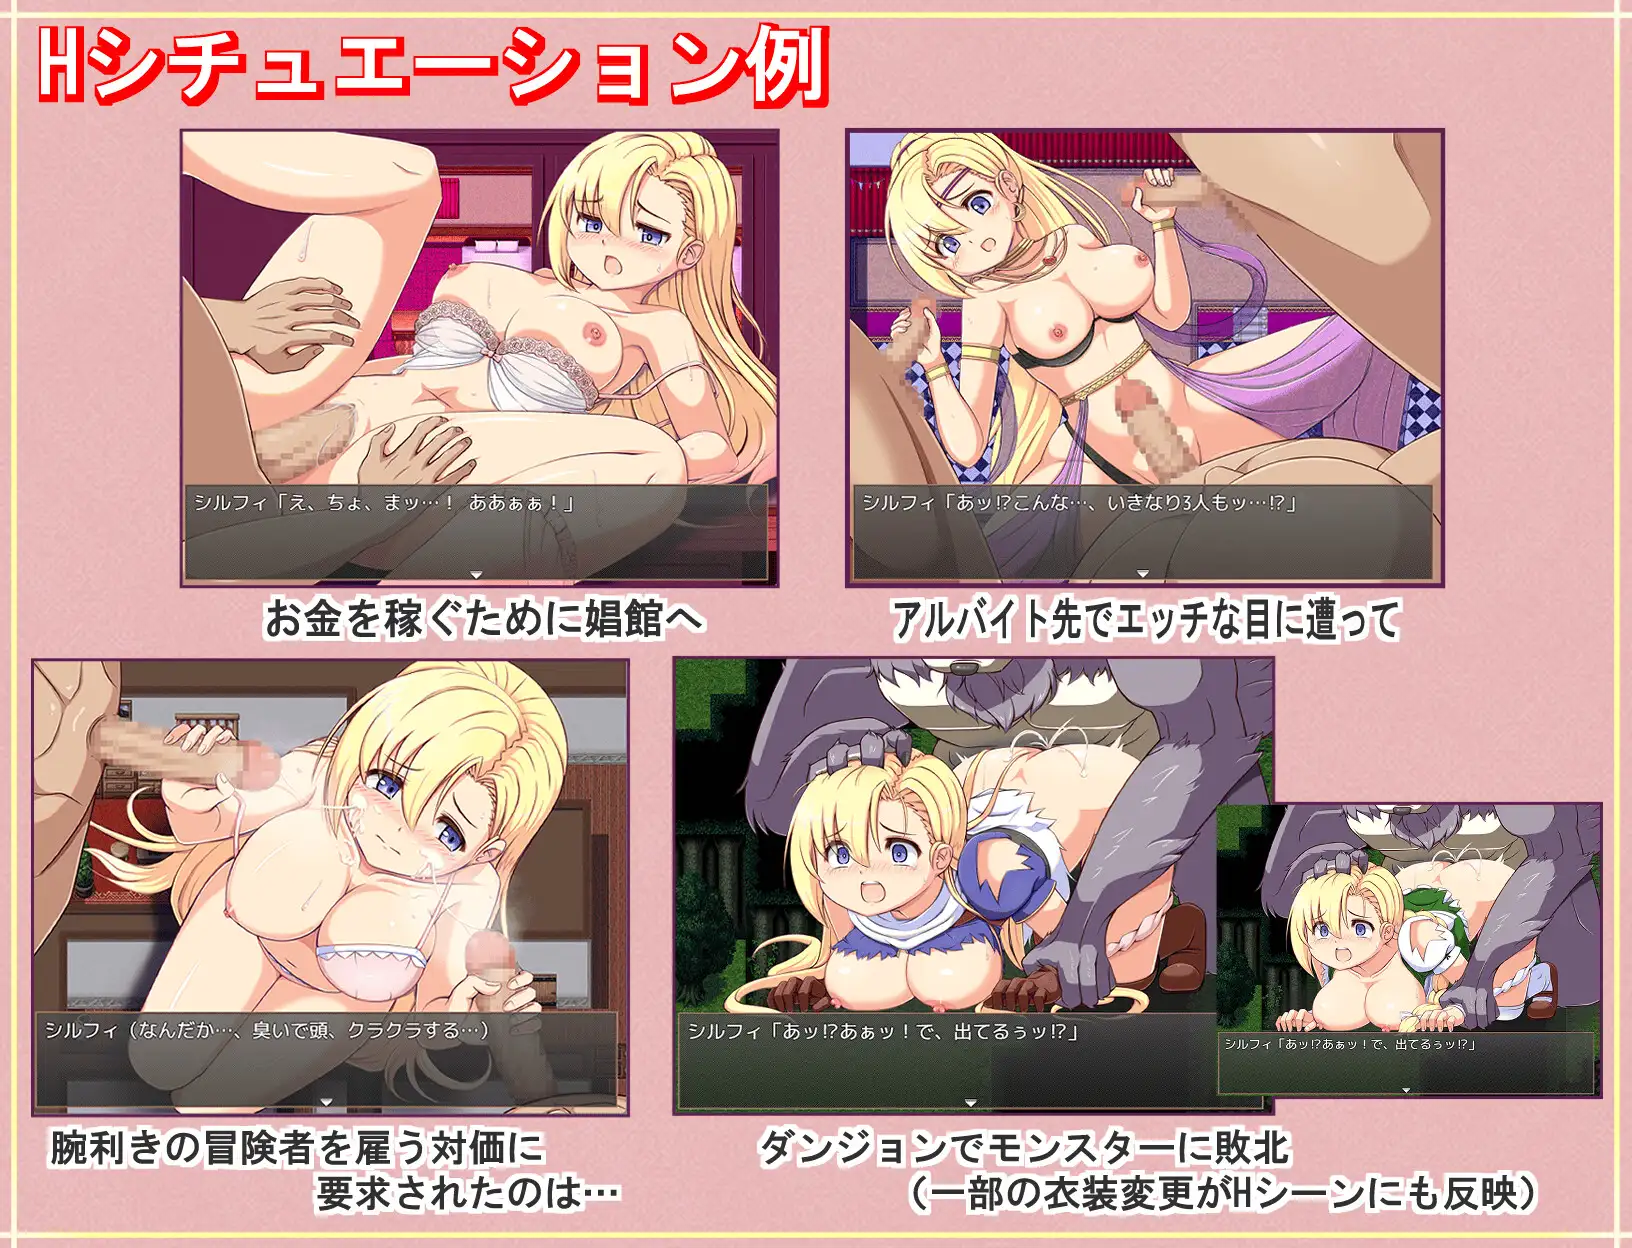 Hシチュエーション例
シルフィ「え、ちょ、まッ…！ ああぁぁ！」
シルフィ「あッ!?こんな…、いきなり3人もッ…!?」
お金を稼ぐために娼館へ
アルバイト先でエッチな目に遭って
シルフィ（なんだか…、臭いで頭、クラクラする…）
シルフィ「あッ!?あぁッ！で、出てるぅッ!?」
シルフィ「あッ!?あぁッ！で、出てるぅッ!?」
腕利きの冒険者を雇う対価に
要求されたのは…
ダンジョンでモンスターに敗北
（一部の衣装変更がHシーンにも反映）